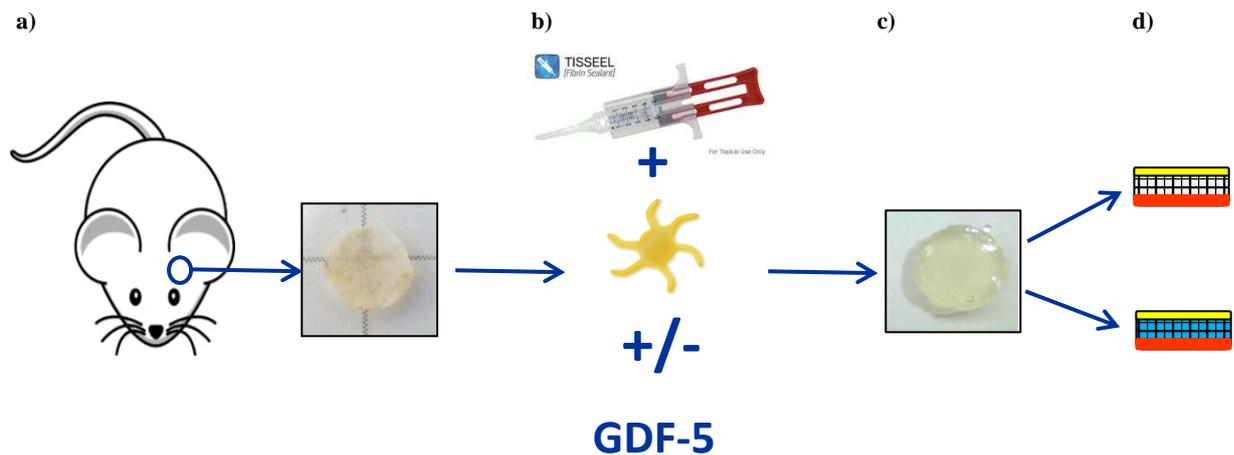 a)
b)
c)
d)
TISSEEL
[Fibrin Sealant]
For Topical Use Only
+
+/-
GDF-5